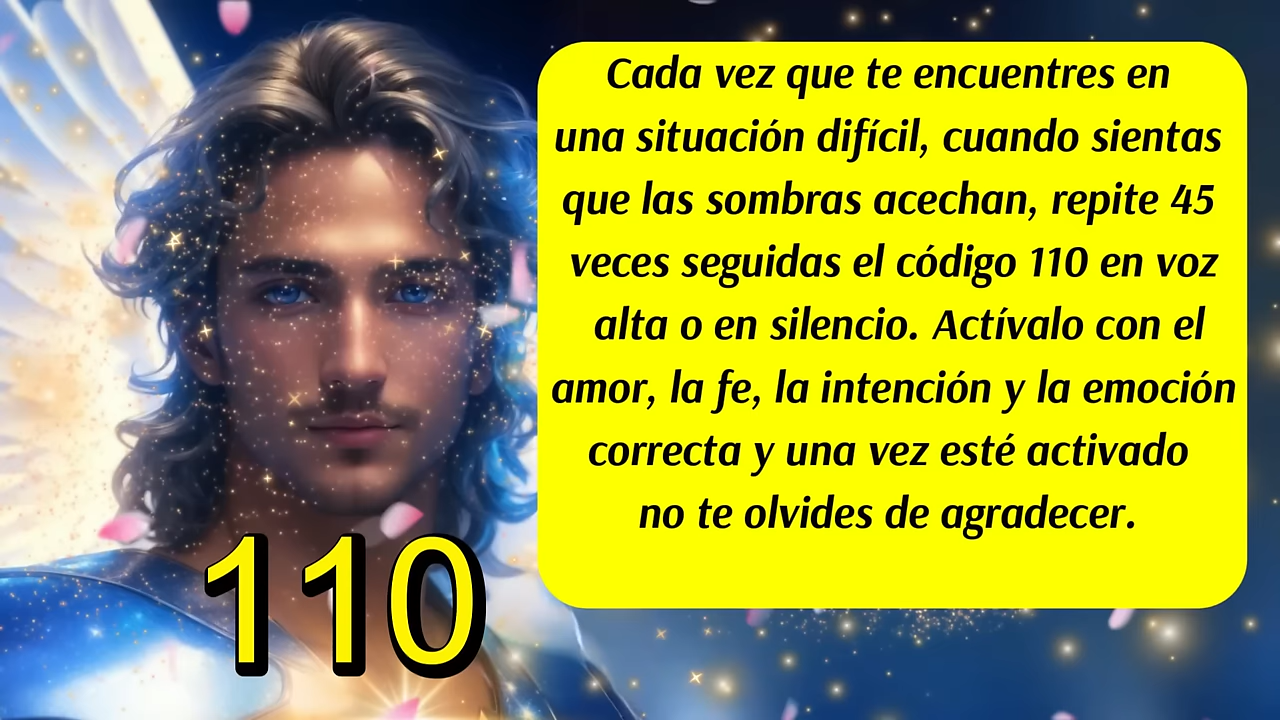 Cada vez que te encuentres en
una situación difícil, cuando sientas
que las sombras acechan, repite 45
veces seguidas el código 110 en voz
alta o en silencio. Actívalo con el
amor, la fe, la intención y la emoción
correcta y una vez esté activado
no te olvides de agradecer.
110